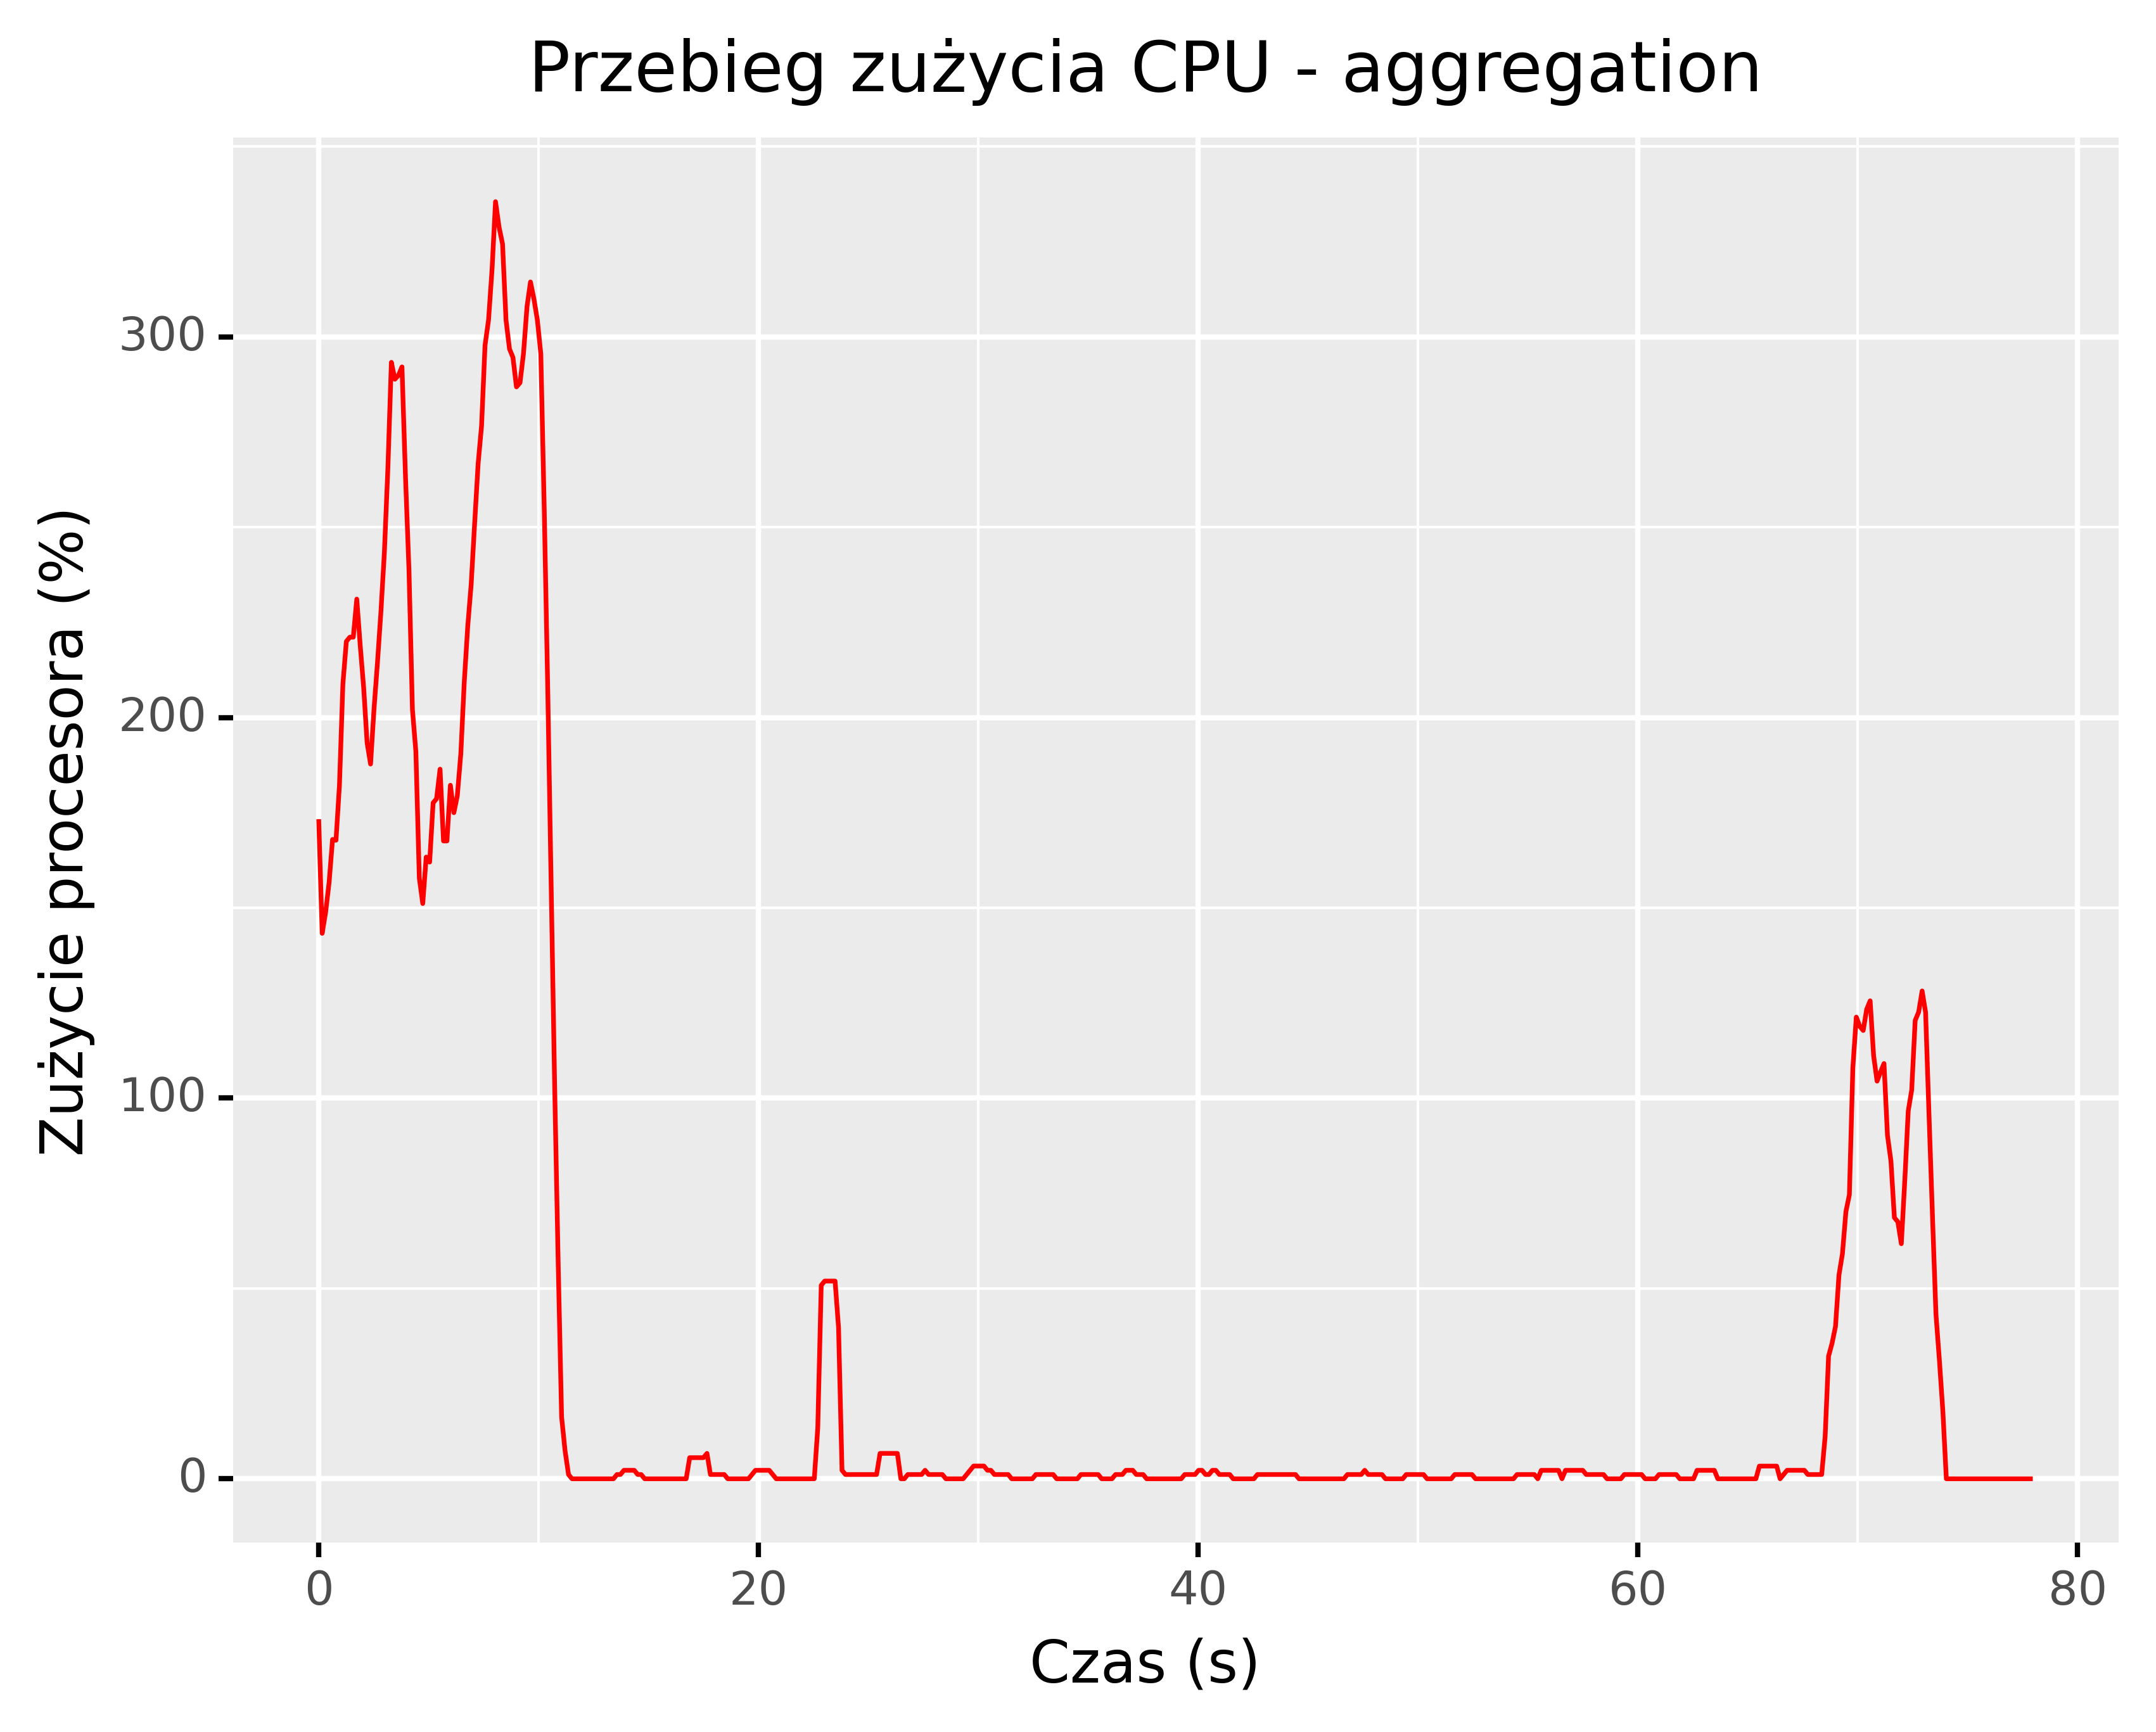 Przebieg zużycia CPU - aggregation
Zużycie procesora (%)
300
200
100
0
0 20 40 60 80
Czas (s)